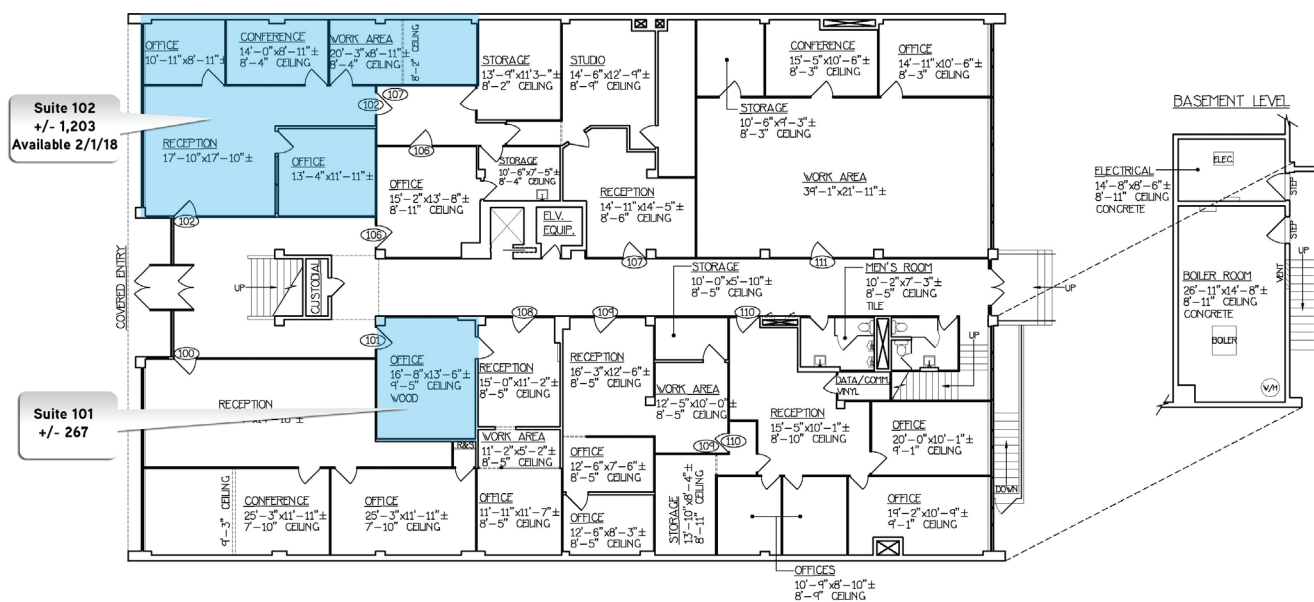 Suite 102
+/- 1,203
Available 2/1/18
Suite 101
+/- 267
OFFICE
10'-11"x8'-11"±
CONFERENCE
14'-0"x8'-11"±
8'-4" CEILING
WORK AREA
20'-3"x8'-11"±
8'-4" CEILING
8'-2" CEILING
STORAGE
13'-9"x11'3-"±
8'-2" CEILING
STUDIO
14'-6"x12'-9"±
8'-9" CEILING
CONFERENCE
15'-5"x10'-6"±
8'-3" CEILING
OFFICE
14'-11"x10'-6"±
8'-3" CEILING
STORAGE
10'-6"x9'-3"±
8'-3" CEILING
102
107
RECEPTION
17'-10"x17'-10"±
OFFICE
13'-4"x11'-11"±
106
OFFICE
15'-2"x13'-8"±
8'-11" CEILING
STORAGE
10'-6"x7'-5"±
8'-4" CEILING
RECEPTION
14'-11"x14'-5"±
8'-6" CEILING
WORK AREA
39'-1"x21'-11"±
102
106
ELV.
EQUIP.
107
111
COVERED ENTRY
UP
CUSTODIAL
STORAGE
10'-0"x5'-10"±
8'-5" CEILING
MEN'S ROOM
10'-2"x7'-3"±
8'-5" CEILING
TILE
UP
100
101
108
109
110
OFFICE
16'-8"x13'-6"±
9'-5" CEILING
WOOD
RECEPTION
15'-0"x11'-2"±
8'-5" CEILING
RECEPTION
16'-3"x12'-6"±
8'-5" CEILING
WORK AREA
12'-5"x10'-0"±
8'-5" CEILING
UP
DATA/COMM.
VINYL
RECEPTION
RECEPTION
15'-5"x10'-1"±
8'-10" CEILING
OFFICE
20'-0"x10'-1"±
9'-1" CEILING
R&S
WORK AREA
11'-2"x5'-2"±
8'-5" CEILING
109
110
OFFICE
12'-6"x7'-6"±
8'-5" CEILING
9'-3" CEILING
CONFERENCE
25'-3"x11'-11"±
7'-10" CEILING
OFFICE
25'-3"x11'-11"±
7'-10" CEILING
OFFICE
11'-11"x11'-7"±
8'-5" CEILING
OFFICE
12'-6"x8'-3"±
8'-5" CEILING
STORAGE
13'-10"x8'-4"±
8'-11" CEILING
OFFICE
19'-2"x10'-9"±
9'-1" CEILING
DOWN
OFFICES
10'-9"x8'-10"±
8'-9" CEILING
BASEMENT LEVEL
ELEC.
ELECTRICAL
14'-8"x8'-6"±
8'-11" CEILING
CONCRETE
STEP
STEP
UP
VENT
BOILER ROOM
26'-11"x14'-8"±
8'-11" CEILING
CONCRETE
BOILER
W/H